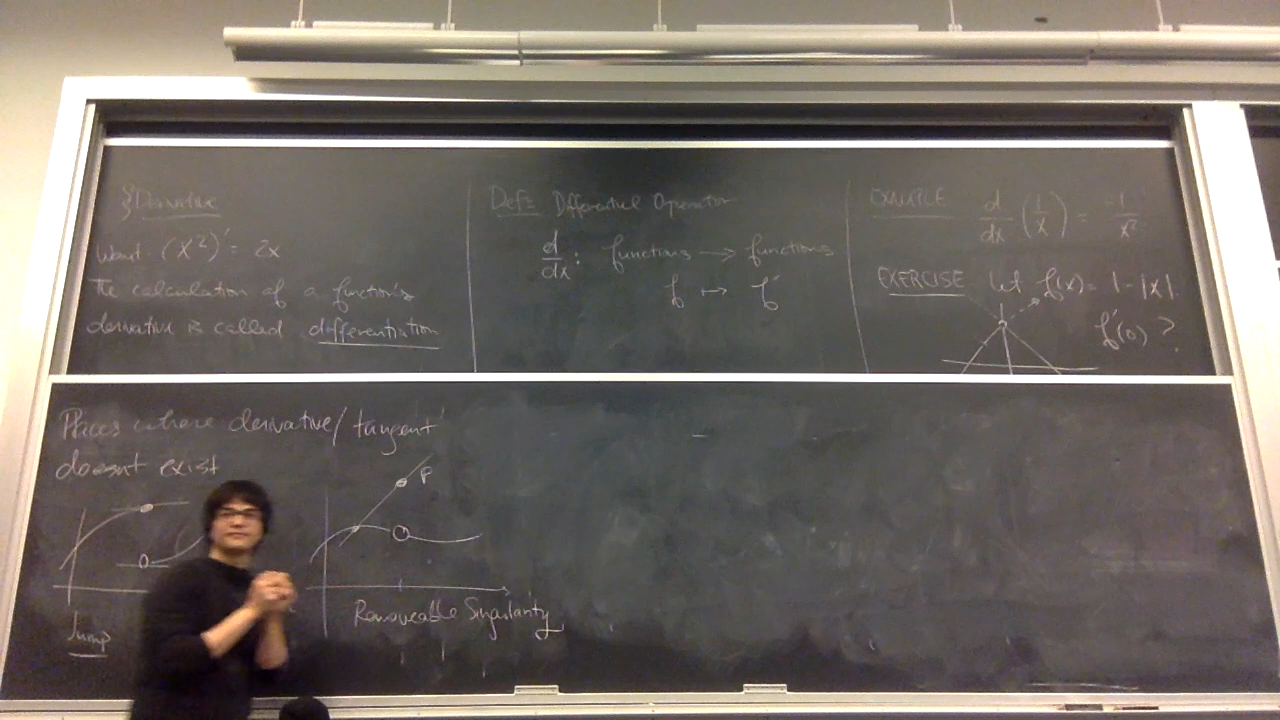 § Derivative
Want (x²)' = 2x
The calculation of a function's
derivative is called differentiation
Def: Differential Operator
d/dx : functions → functions
f ↦ f'
EXAMPLE d/dx (1/x) = -1/x²
EXERCISE Let f(x) = 1 - |x|.
f'(0) ?
Places where derivative/tangent
doesn't exist
Jump
P
Removeable Singularity